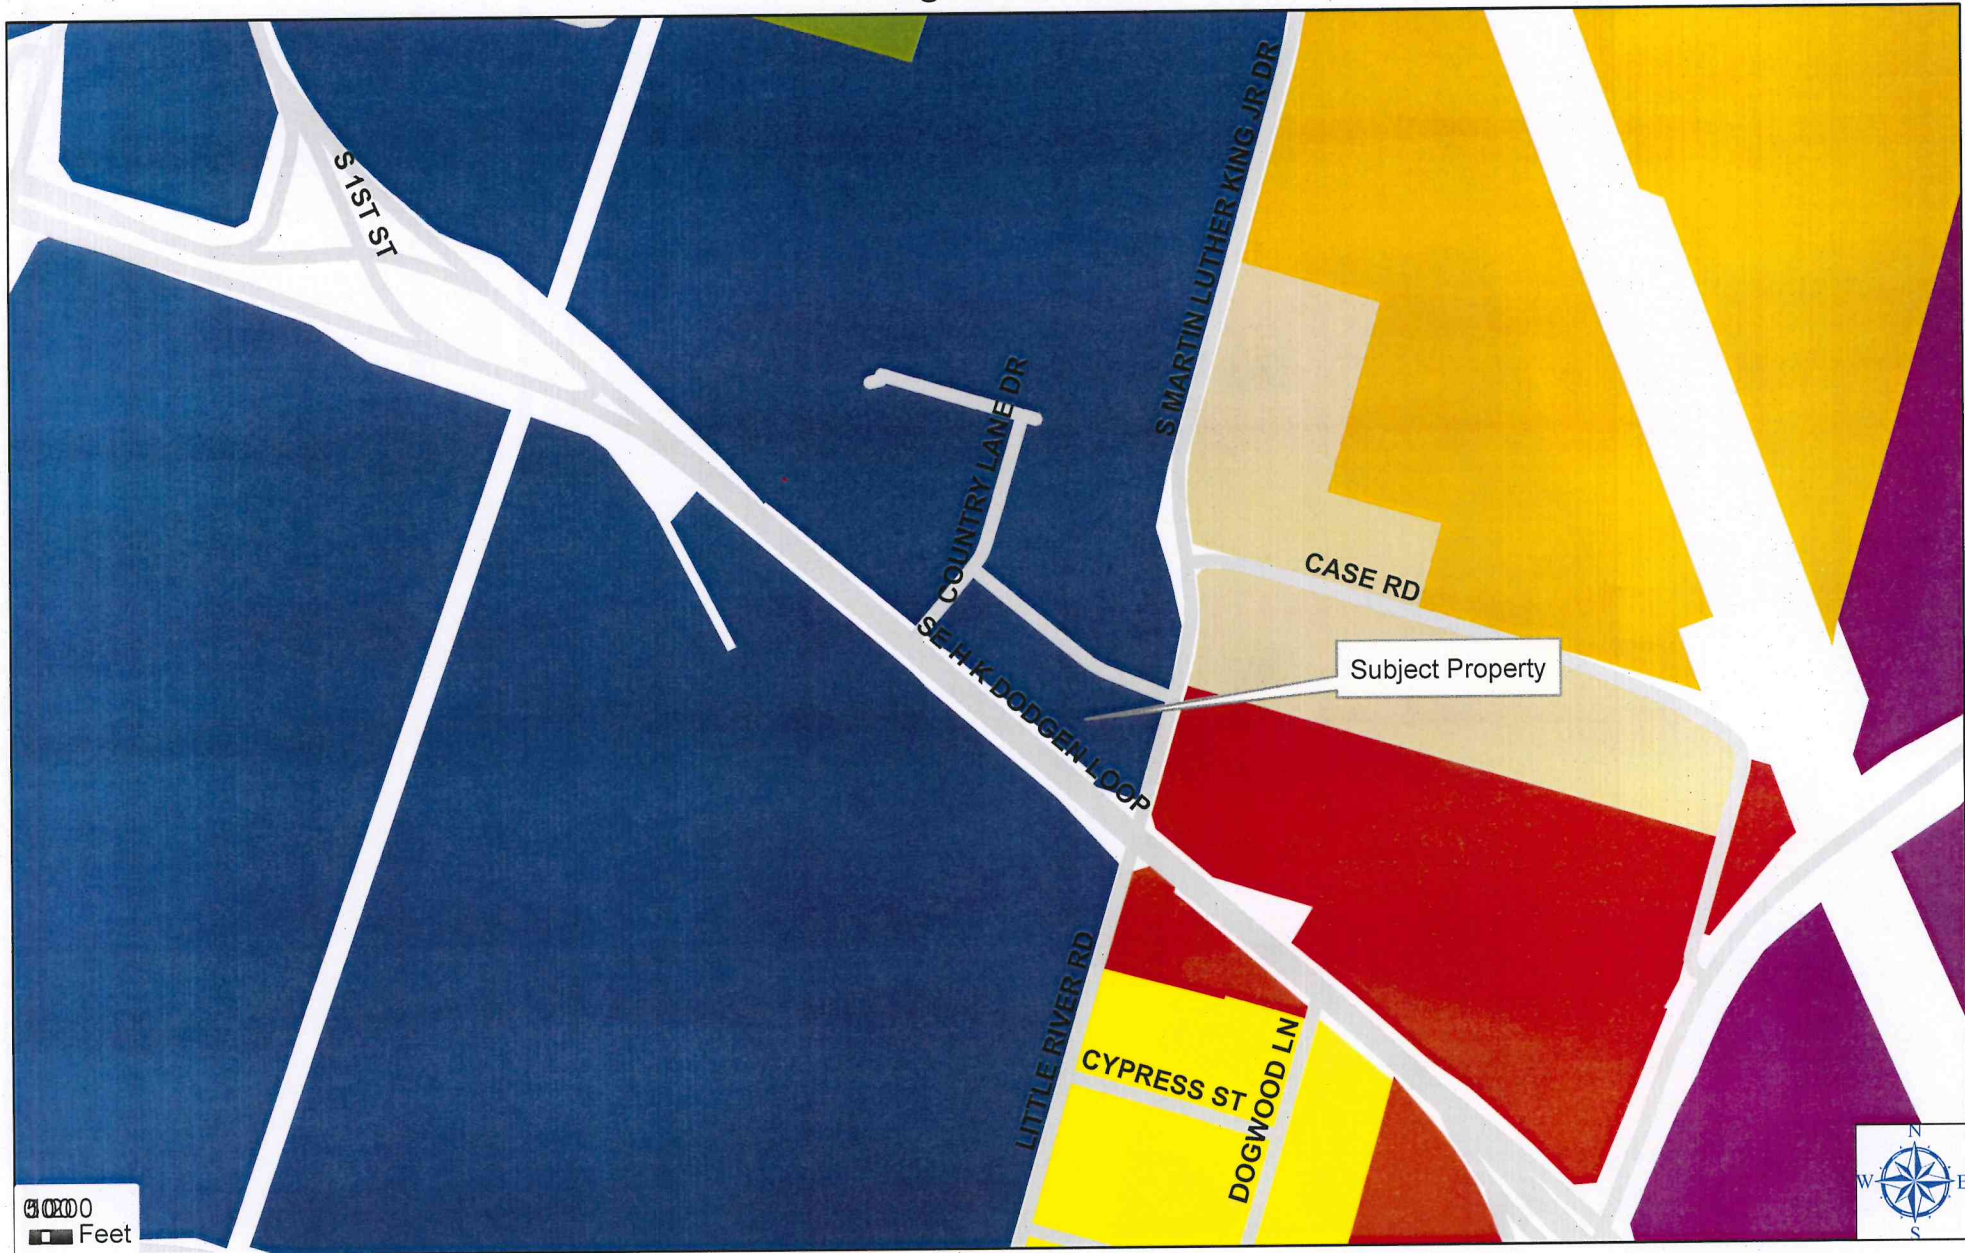 S 1ST ST
S MARTIN LUTHER KING JR DR
COUNTRY LANE DR
CASE RD
SE H K DODGEN LOOP
Subject Property
LITTLE RIVER RD
CYPRESS ST
DOGWOOD LN
Feet
N
W
E
S